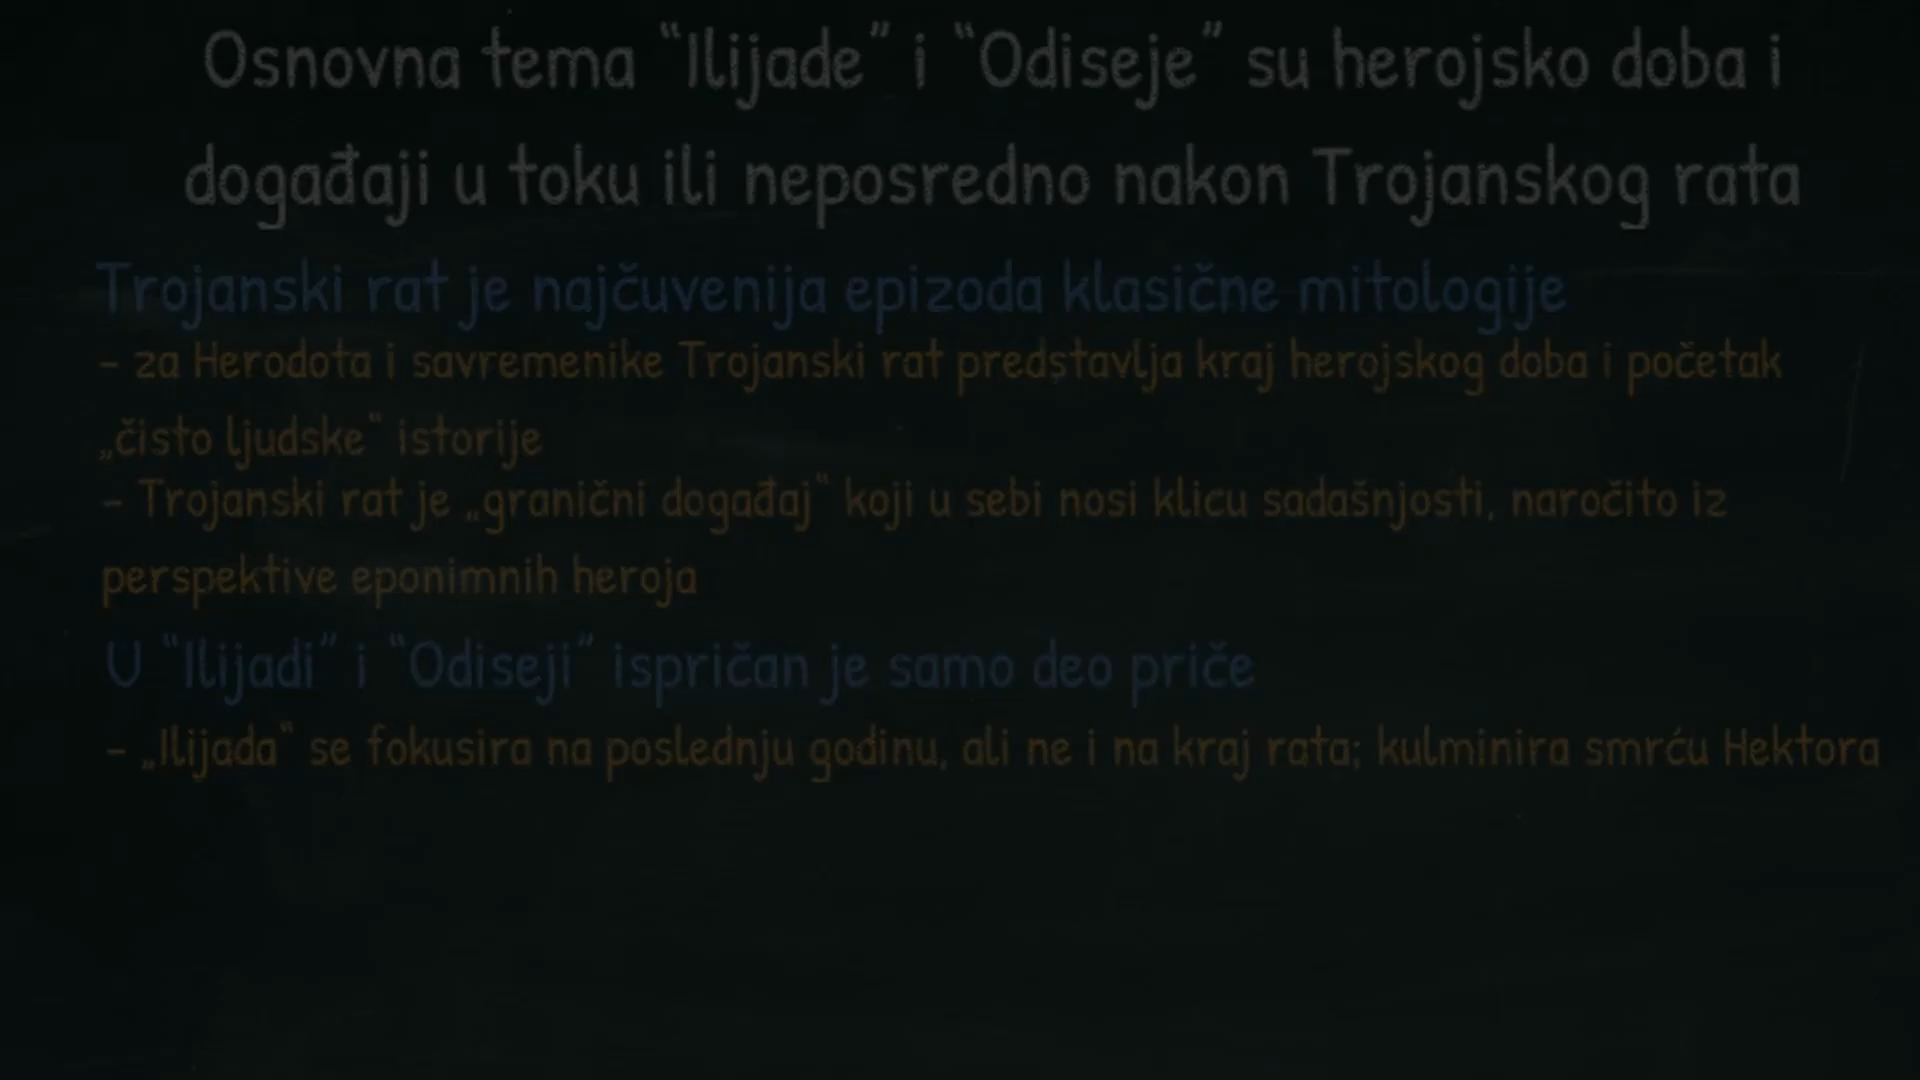 Osnovna tema “Ilijade” i “Odiseje” su herojsko doba i
događaji u toku ili neposredno nakon Trojanskog rata
Trojanski rat je najčuvenija epizoda klasične mitologije
- za Herodota i savremenike Trojanski rat predstavlja kraj herojskog doba i početak
„čisto ljudske“ istorije
- Trojanski rat je „granični događaj“ koji u sebi nosi klicu sadašnjosti, naročito iz
perspektive eponimnih heroja
U “Ilijadi” i “Odiseji” ispričan je samo deo priče
- „Ilijada“ se fokusira na poslednju godinu, ali ne i na kraj rata; kulminira smrću Hektora